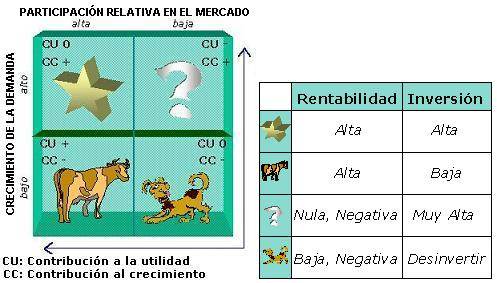 PARTICIPACIÓN RELATIVA EN EL MERCADO
alta baja
CRECIMIENTO DE LA DEMANDA
alto
bajo
CU 0
CC +
CU -
CC +
CU +
CC -
CU 0
CC -
CU: Contribución a la utilidad
CC: Contribución al crecimiento
Rentabilidad Inversión
Alta Alta
Alta Baja
Nula, Negativa Muy Alta
Baja, Negativa Desinvertir